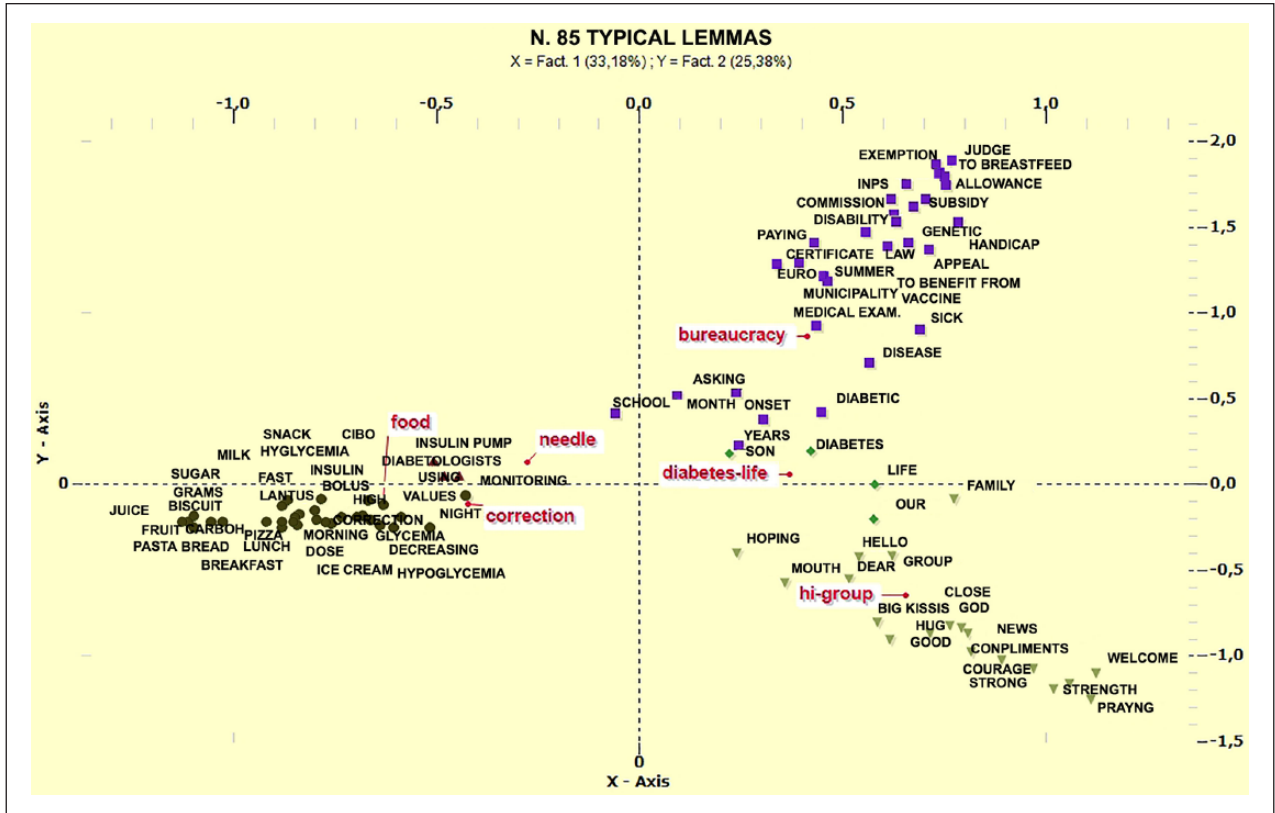 N. 85 TYPICAL LEMMAS
X = Fact. 1 (33,18%) ; Y = Fact. 2 (25,38%)
-1,0 -0,5 0,0 0,5 1,0
2,0
EXEMPTION JUDGE
TO BREASTFEED
INPS ALLOWANCE
COMMISSION SUBSIDY
DISABILITY
1,5
PAYING GENETIC
HANDICAP
CERTIFICATE LAW
APPEAL
EURO SUMMER
TO BENEFIT FROM
MUNICIPALITY VACCINE
MEDICAL EXAM. 1,0
SICK
bureaucracy
DISEASE
ASKING
SCHOOL MONTH ONSET DIABETIC 0,5
food
SNACK CIBO YEARS
INSULIN PUMP needle DIABETES
MILK HYGLYCEMIA SON
DIABETOLOGISTS
SUGAR FAST INSULIN USING MONITORING diabetes-life LIFE
Y - Axis
0 0,0
GRAMS BOLUS FAMILY
LANTUS HIGH VALUES
JUICE BISCUIT OUR
NIGHT correction
CORRECTION
FRUIT CARBOH. PIZZA MORNING GLYCEMIA
PASTA BREAD LUNCH DOSE DECREASING HOPING HELLO
BREAKFAST ICE CREAM HYPOGLYCEMIA MOUTH DEAR GROUP -0,5
hi-group CLOSE
BIG KISSIS GOD
HUG NEWS
GOOD CONPLIMENTS
WELCOME -1,0
COURAGE
STRONG STRENGTH
PRAYNG
-1,5
0
X - Axis